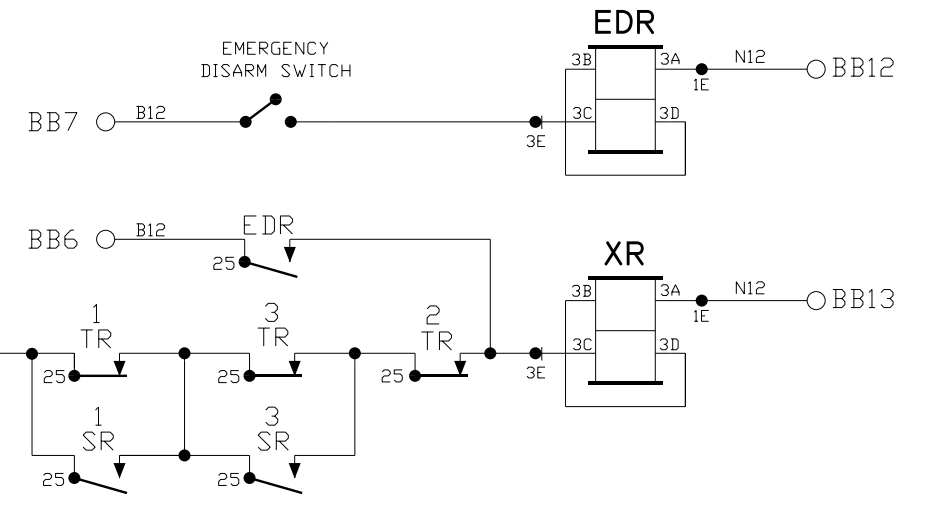 EDR
EMERGENCY
DISARM SWITCH
3B
3A
N12
BB12
1E
BB7
B12
3C
3D
3E
BB6
B12
EDR
25
XR
3B
3A
N12
BB13
1E
1
TR
3
TR
2
TR
3C
3D
25
25
25
3E
1
SR
3
SR
25
25